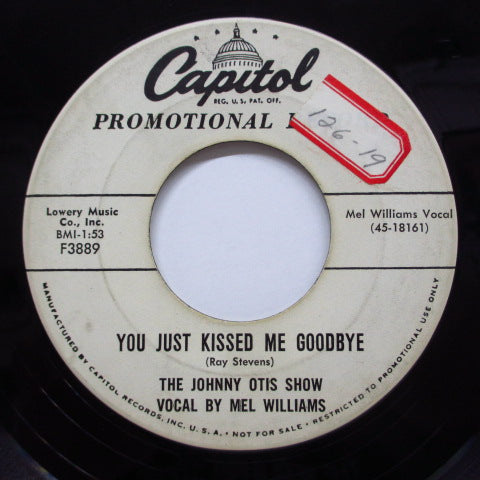 Capitol
REG. U. S. PAT. OFF.
PROMOTIONAL
126-19
Lowery Music
Co., Inc.
BMI-1:53
F3889
Mel Williams Vocal
(45-18161)
YOU JUST KISSED ME GOODBYE
(Ray Stevens)
THE JOHNNY OTIS SHOW
VOCAL BY MEL WILLIAMS
MANUFACTURED BY CAPITOL RECORDS, INC. U. S. A. • NOT FOR SALE • RESTRICTED TO PROMOTIONAL USE ONLY